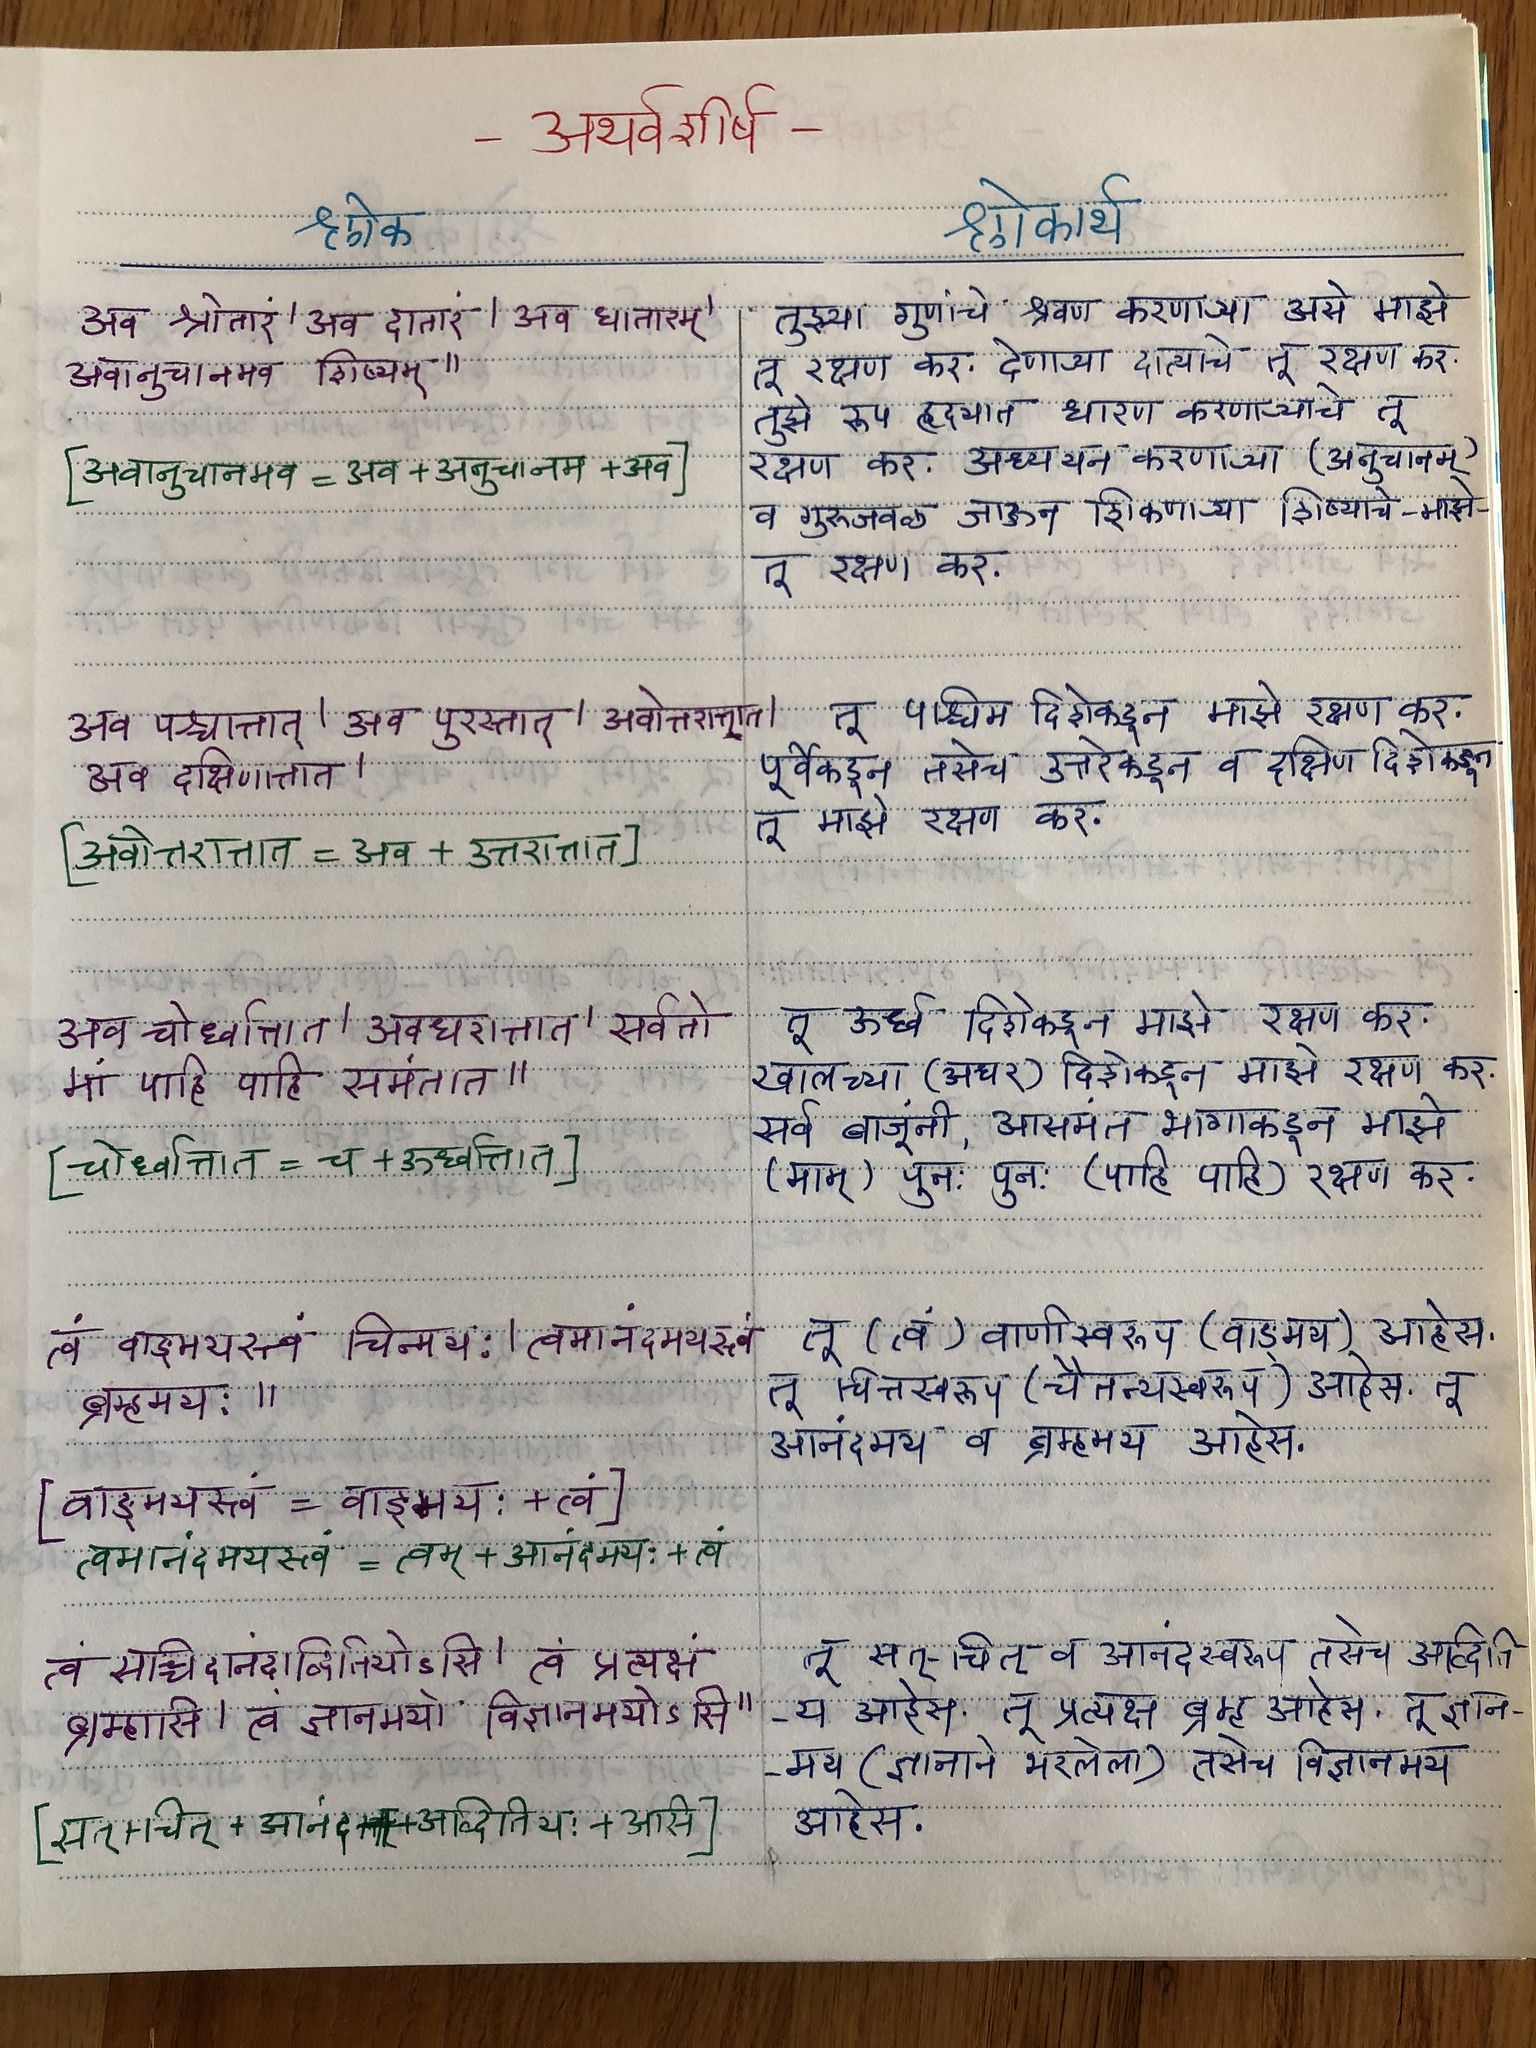 - अथर्वशीर्ष -
श्लोक
अव श्रोतारं। अव दातारं। अव धातारम्।
अवानुचानमव शिष्यम्॥
[अवानुचानमव = अव + अनुचानम + अव]
अव पश्चात्तात्। अव पुरस्तात्। अवोत्तरात्तात।
अव दक्षिणात्तात।
[अवोत्तरात्तात = अव + उत्तरात्तात]
अव चोर्ध्वात्तात। अवधरात्तात। सर्वतो
मां पाहि पाहि समंतात॥
[चोर्ध्वात्तात = च + ऊर्ध्वात्तात]
त्वं वाङ्मयस्त्वं चिन्मयः। त्वमानंदमयस्त्वं
ब्रम्हमयः॥
[वाङ्मयस्त्वं = वाङ्मयः + त्वं]
त्वमानंदमयस्त्वं = त्वम् + आनंदमयः + त्वं
त्वं सच्चिदानंदाद्वितियोऽसि। त्वं प्रत्यक्षं
ब्रम्हासि। त्वं ज्ञानमयो विज्ञानमयोऽसि॥
[सत् + चित् + आनंद + अद्वितियः + असि]
श्लोकार्थ
तुझ्या गुणांचे श्रवण करणाऱ्या असे माझे
तू रक्षण कर. देणाऱ्या दात्याचे तू रक्षण कर.
तुझे रूप हृदयात धारण करणाऱ्याचे तू
रक्षण कर. अध्ययन करणाऱ्या (अनुचानम्)
व गुरूजवळ जाऊन शिकणाऱ्या शिष्याचे - माझे -
तू रक्षण कर.
तू पश्चिम दिशेकडून माझे रक्षण कर.
पूर्वेकडून तसेच उत्तरेकडून व दक्षिण दिशेकडून
तू माझे रक्षण कर.
तू ऊर्ध्व दिशेकडून माझे रक्षण कर.
खालच्या (अधर) दिशेकडून माझे रक्षण कर.
सर्व बाजूंनी, आसमंत भागाकडून माझे
(माम्) पुनः पुनः (पाहि पाहि) रक्षण कर.
तू (त्वं) वाणीस्वरूप (वाङ्मय) आहेस.
तू चित्तस्वरूप (चैतन्यस्वरूप) आहेस. तू
आनंदमय व ब्रम्हमय आहेस.
तू सत्-चित् व आनंदस्वरूप तसेच अद्विति
-य आहेस. तू प्रत्यक्ष ब्रम्ह आहेस. तू ज्ञान-
-मय (ज्ञानाने भरलेला) तसेच विज्ञानमय
आहेस.